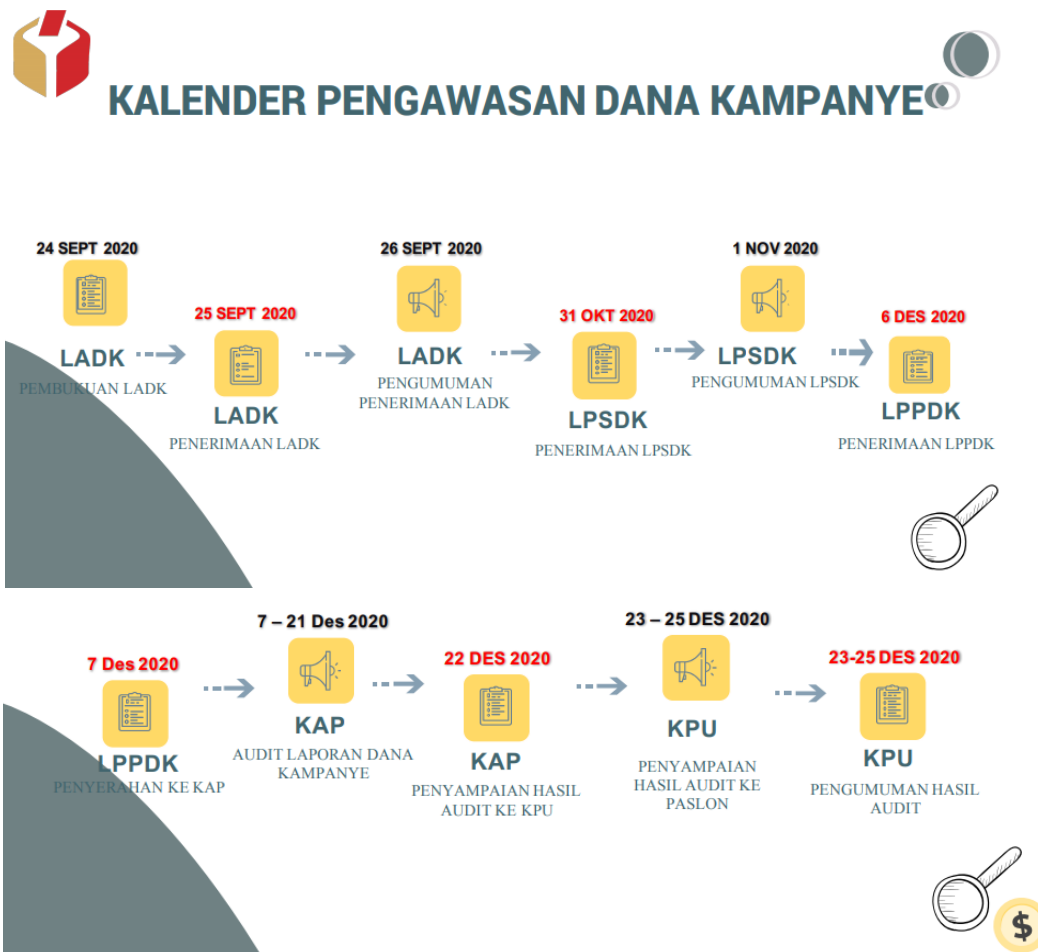 KALENDER PENGAWASAN DANA KAMPANYE
24 SEPT 2020
LADK
PEMBUKUAN LADK
25 SEPT 2020
LADK
PENERIMAAN LADK
26 SEPT 2020
LADK
PENGUMUMAN
PENERIMAAN LADK
31 OKT 2020
LPSDK
PENERIMAAN LPSDK
1 NOV 2020
LPSDK
PENGUMUMAN LPSDK
6 DES 2020
LPPDK
PENERIMAAN LPPDK
7 Des 2020
LPPDK
PENYERAHAN KE KAP
7 – 21 Des 2020
KAP
AUDIT LAPORAN DANA
KAMPANYE
22 DES 2020
KAP
PENYAMPAIAN HASIL
AUDIT KE KPU
23 – 25 DES 2020
KPU
PENYAMPAIAN
HASIL AUDIT KE
PASLON
23-25 DES 2020
KPU
PENGUMUMAN HASIL
AUDIT
$